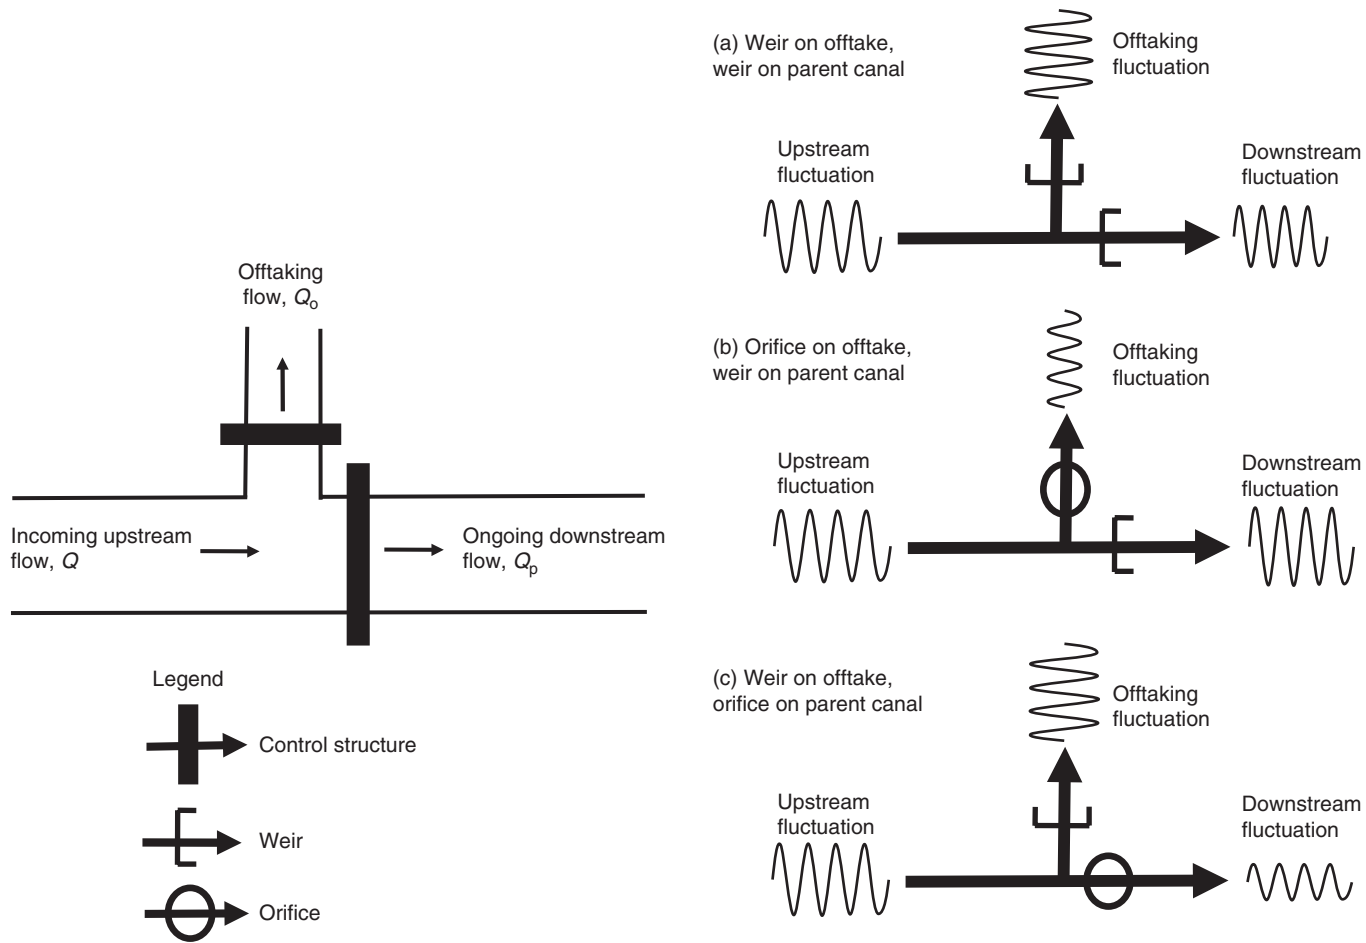 Offtaking
flow, Qo
Incoming upstream
flow, Q
Ongoing downstream
flow, Qp
Legend
Control structure
Weir
Orifice
(a) Weir on offtake,
weir on parent canal
Offtaking
fluctuation
Upstream
fluctuation
Downstream
fluctuation
(b) Orifice on offtake,
weir on parent canal
Offtaking
fluctuation
Upstream
fluctuation
Downstream
fluctuation
(c) Weir on offtake,
orifice on parent canal
Offtaking
fluctuation
Upstream
fluctuation
Downstream
fluctuation